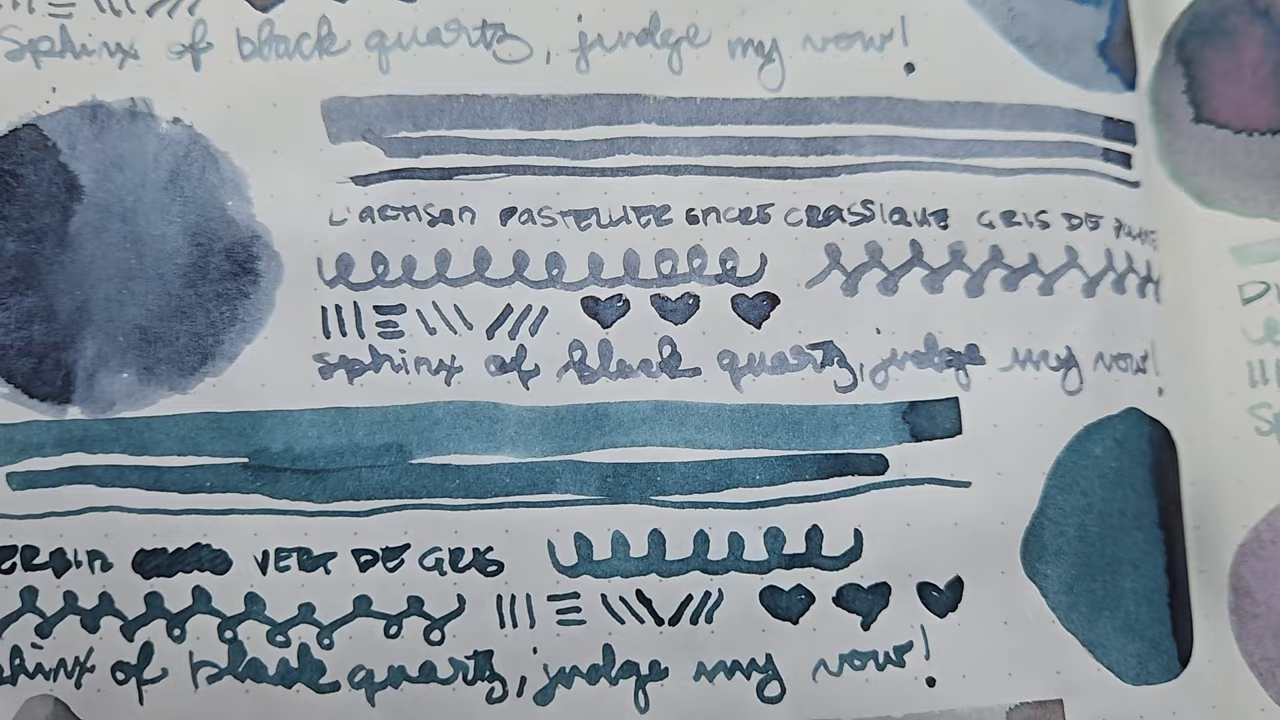 Sphinx of black quartz, judge my vow!
L'ARTISAN PASTELLIER ENCRE CLASSIQUE GRIS DE
sphinx of black quartz, judge my vow!
VERT DE GRIS
sphinx of black quartz, judge my vow!